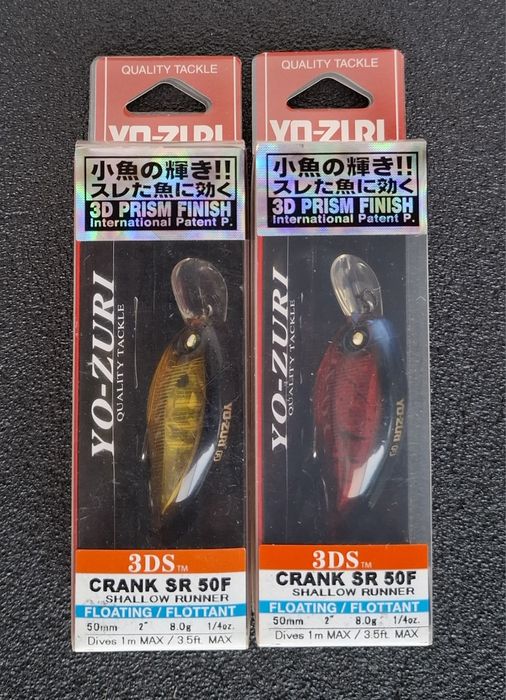 QUALITY TACKLE
YO-ZURI
小魚の輝き!!
スレた魚に効く
3D PRISM FINISH
International Patent P.
YO-ZURI
QUALITY TACKLE
YO-ZURI
3DS™
CRANK SR 50F
SHALLOW RUNNER
FLOATING/FLOTTANT
50mm 2" 8.0g 1/4oz.
Dives 1m MAX / 3.5ft. MAX
QUALITY TACKLE
YO-ZURI
小魚の輝き!!
スレた魚に効く
3D PRISM FINISH
International Patent P.
YO-ZURI
QUALITY TACKLE
YO-ZURI
3DS™
CRANK SR 50F
SHALLOW RUNNER
FLOATING/FLOTTANT
50mm 2" 8.0g 1/4oz.
Dives 1m MAX / 3.5ft. MAX